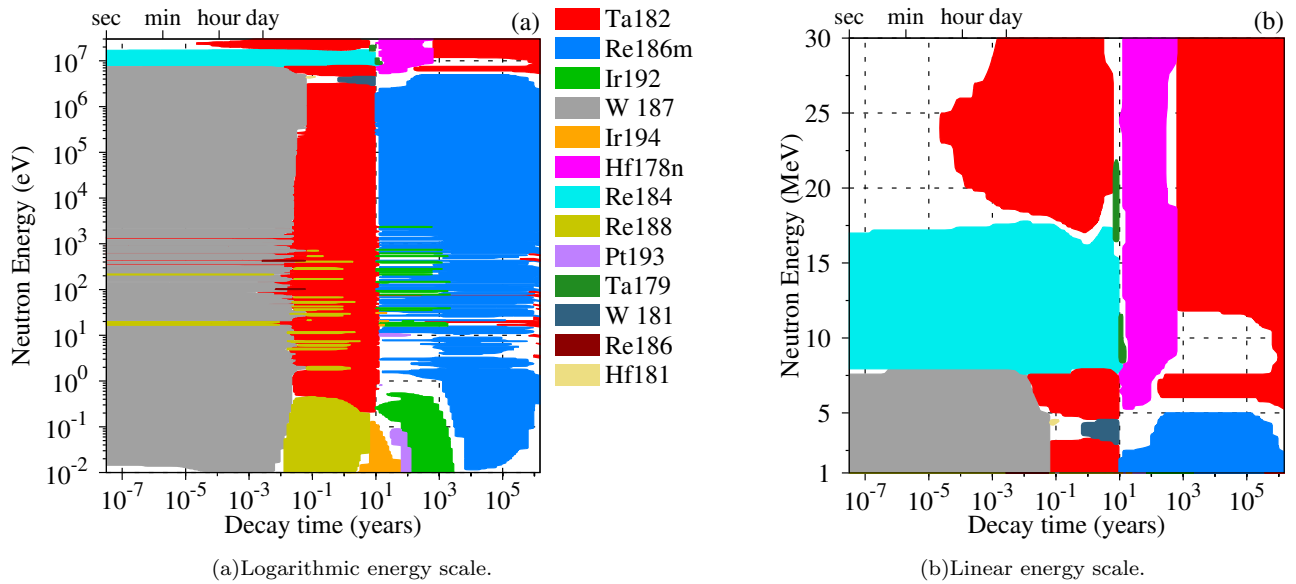 sec min hour day
(a)
Neutron Energy (eV)
10^7
10^6
10^5
10^4
10^3
10^2
10^1
10^0
10^-1
10^-2
10^-7 10^-5 10^-3 10^-1 10^1 10^3 10^5
Decay time (years)
Ta182
Re186m
Ir192
W 187
Ir194
Hf178n
Re184
Re188
Pt193
Ta179
W 181
Re186
Hf181
sec min hour day
(b)
Neutron Energy (MeV)
30
25
20
15
10
5
1
10^-7 10^-5 10^-3 10^-1 10^1 10^3 10^5
Decay time (years)
(a)Logarithmic energy scale.
(b)Linear energy scale.